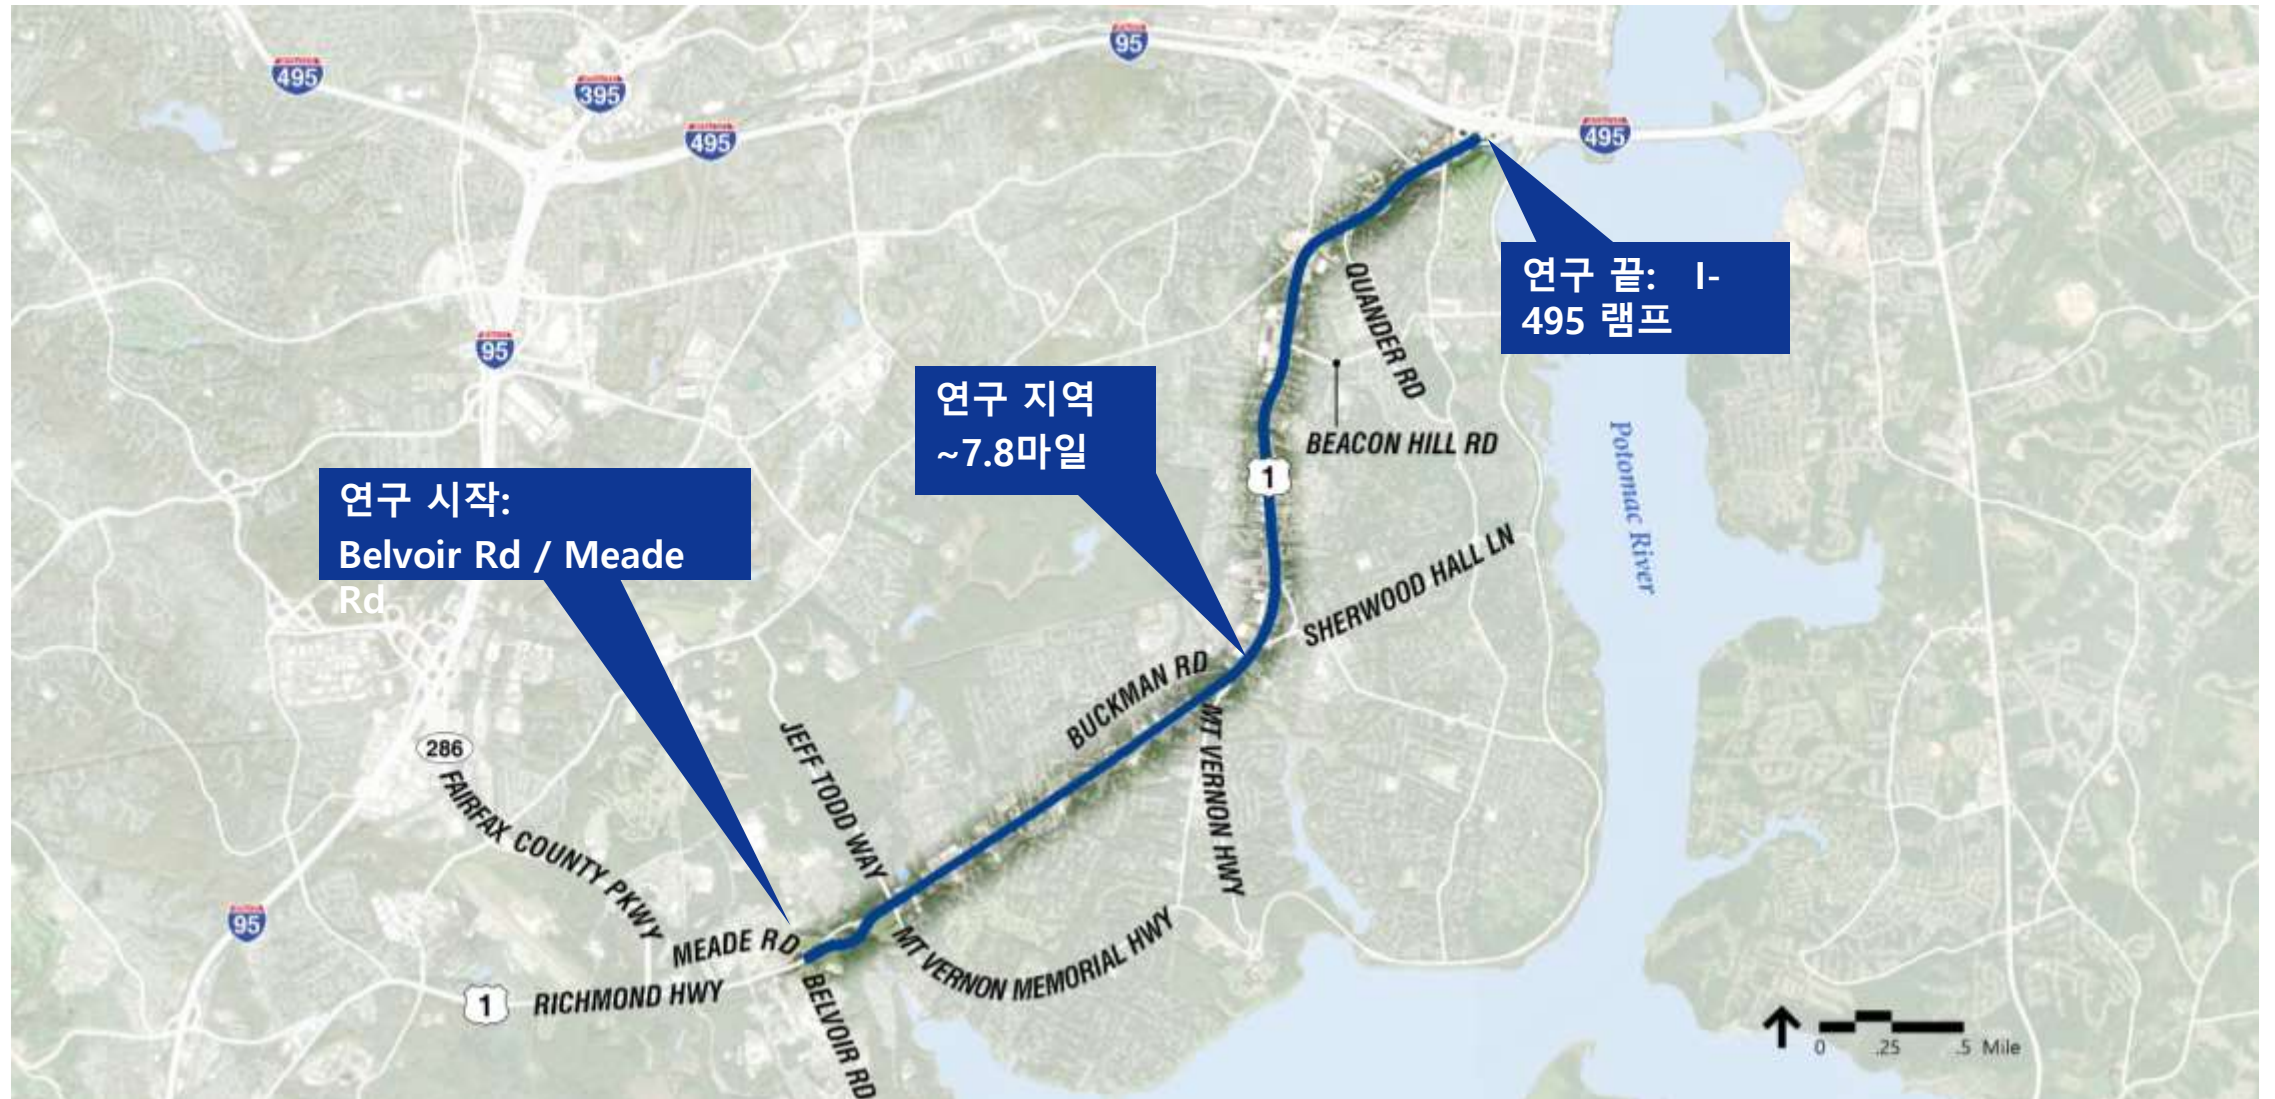 95
495
395
495
495
연구 끝: I-
495 램프
QUANDER RD
95
연구 지역
~7.8마일
BEACON HILL RD
Potomac River
1
연구 시작:
Belvoir Rd / Meade
Rd
SHERWOOD HALL LN
BUCKMAN RD
MT VERNON HWY
JEFF TODD WAY
286
FAIRFAX COUNTY PKWY
95
MEADE RD
MT VERNON MEMORIAL HWY
1
RICHMOND HWY
BELVOIR RD
0 .25 .5 Mile